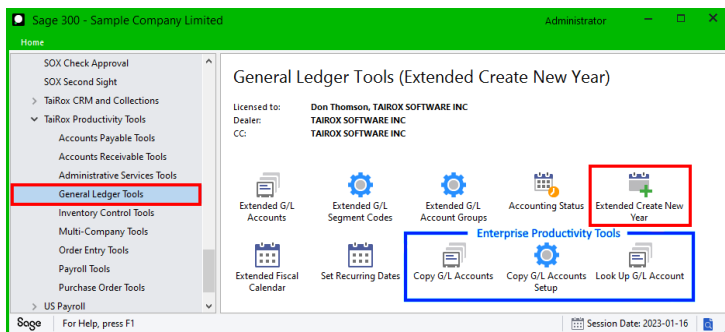 Sage 300 - Sample Company Limited
Administrator
Home
SOX Check Approval
SOX Second Sight
TaiRox CRM and Collections
TaiRox Productivity Tools
Accounts Payable Tools
Accounts Receivable Tools
Administrative Services Tools
General Ledger Tools
Inventory Control Tools
Multi-Company Tools
Order Entry Tools
Payroll Tools
Purchase Order Tools
US Payroll
General Ledger Tools (Extended Create New Year)
Licensed to: Don Thomson, TAIROX SOFTWARE INC
Dealer: TAIROX SOFTWARE INC
CC: TAIROX SOFTWARE INC
Extended G/L
Accounts
Extended G/L
Segment Codes
Extended G/L
Account Groups
Accounting Status
Extended Create New
Year
Enterprise Productivity Tools
Extended Fiscal
Calendar
Set Recurring Dates
Copy G/L Accounts
Copy G/L Accounts
Setup
Look Up G/L Account
Sage
For Help, press F1
Session Date: 2023-01-16